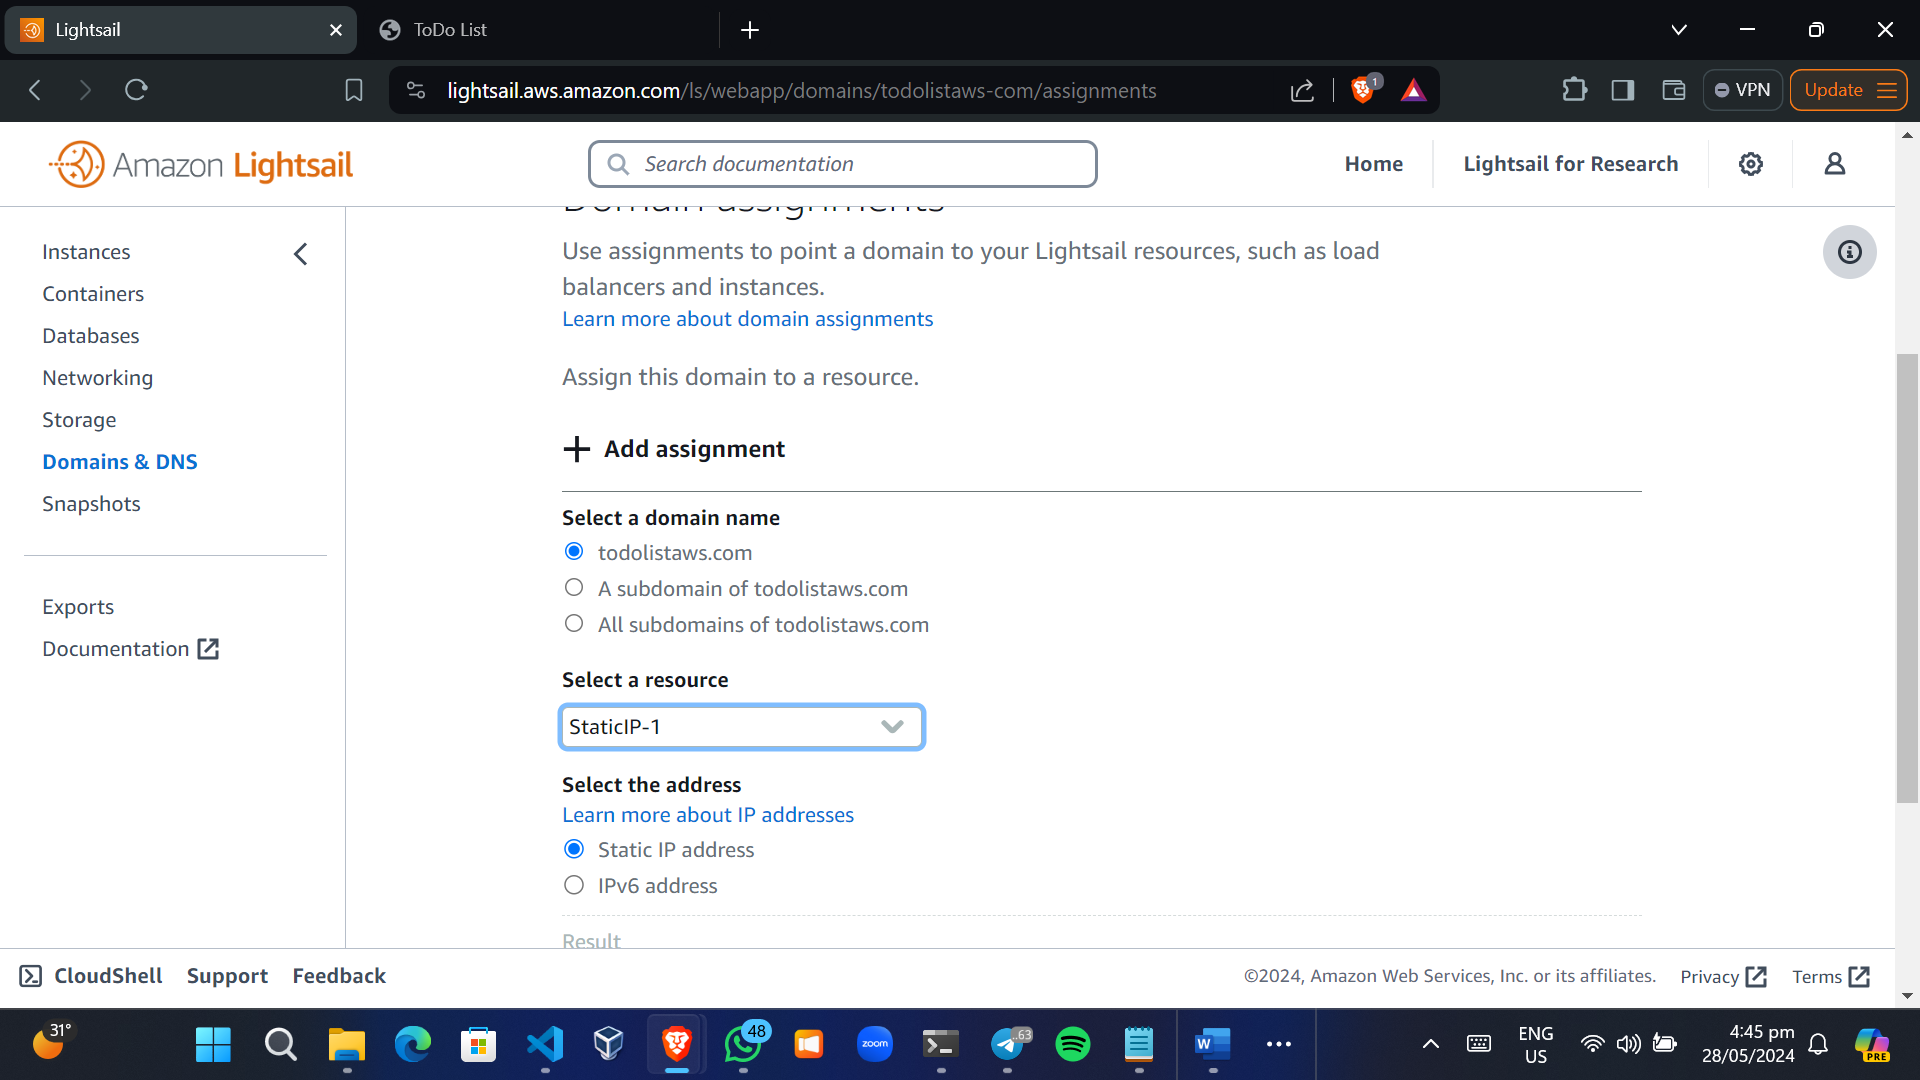 Lightsail
ToDo List
lightsail.aws.amazon.com/ls/webapp/domains/todolistaws-com/assignments
1
VPN
Update
Amazon Lightsail
Search documentation
Home
Lightsail for Research
Domain assignments
Instances
Containers
Databases
Networking
Storage
Domains & DNS
Snapshots
Exports
Documentation
Use assignments to point a domain to your Lightsail resources, such as load
balancers and instances.
Learn more about domain assignments
Assign this domain to a resource.
Add assignment
Select a domain name
todolistaws.com
A subdomain of todolistaws.com
All subdomains of todolistaws.com
Select a resource
StaticIP-1
Select the address
Learn more about IP addresses
Static IP address
IPv6 address
Result
CloudShell
Support
Feedback
©2024, Amazon Web Services, Inc. or its affiliates.
Privacy
Terms
31°
48
zoom
..63
W
ENG
US
4:45 pm
28/05/2024
PRE